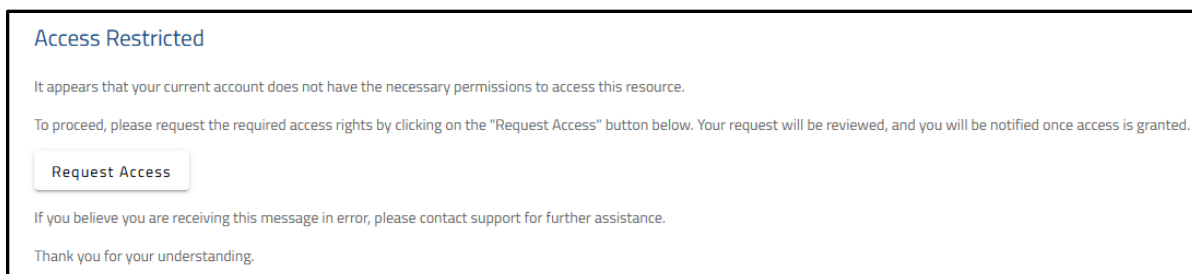 Access Restricted
It appears that your current account does not have the necessary permissions to access this resource.
To proceed, please request the required access rights by clicking on the "Request Access" button below. Your request will be reviewed, and you will be notified once access is granted.
Request Access
If you believe you are receiving this message in error, please contact support for further assistance.
Thank you for your understanding.